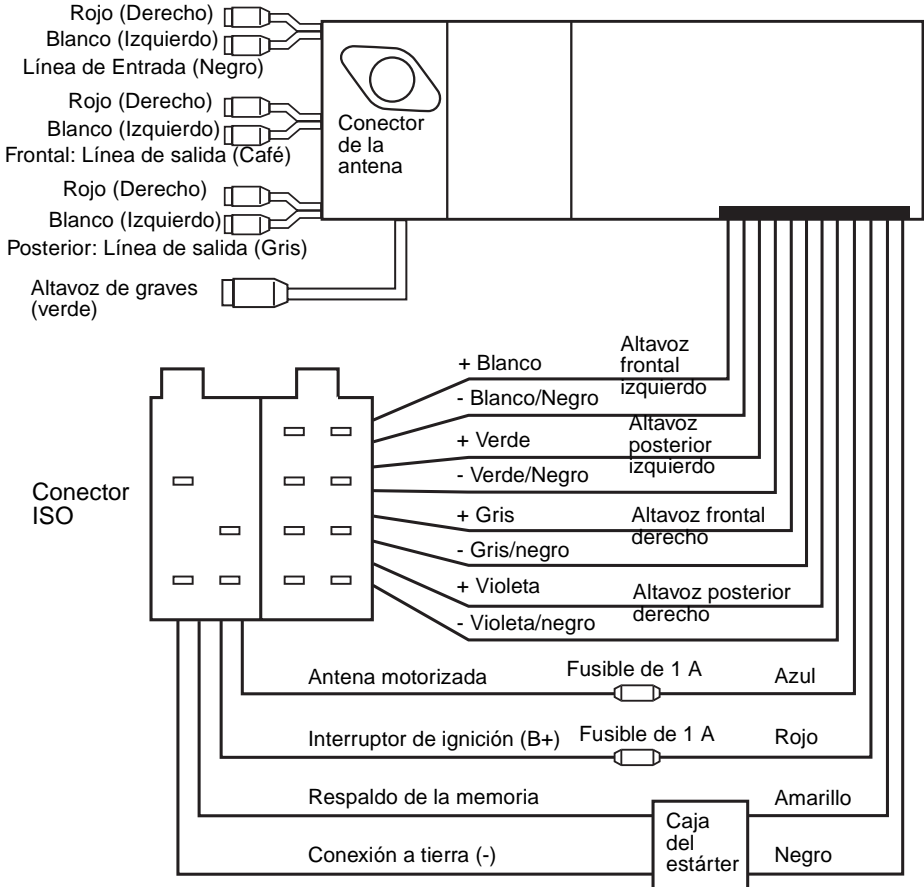 Rojo (Derecho)
Blanco (Izquierdo)
Línea de Entrada (Negro)
Rojo (Derecho)
Blanco (Izquierdo)
Frontal: Línea de salida (Café)
Rojo (Derecho)
Blanco (Izquierdo)
Posterior: Línea de salida (Gris)
Altavoz de graves
(verde)
Conector
de la
antena
+ Blanco
- Blanco/Negro
Altavoz
frontal
izquierdo
+ Verde
- Verde/Negro
Altavoz
posterior
izquierdo
+ Gris
- Gris/negro
Altavoz frontal
derecho
+ Violeta
- Violeta/negro
Altavoz posterior
derecho
Conector
ISO
Antena motorizada
Fusible de 1 A
Azul
Interruptor de ignición (B+)
Fusible de 1 A
Rojo
Respaldo de la memoria
Amarillo
Caja
del
estárter
Conexión a tierra (-)
Negro